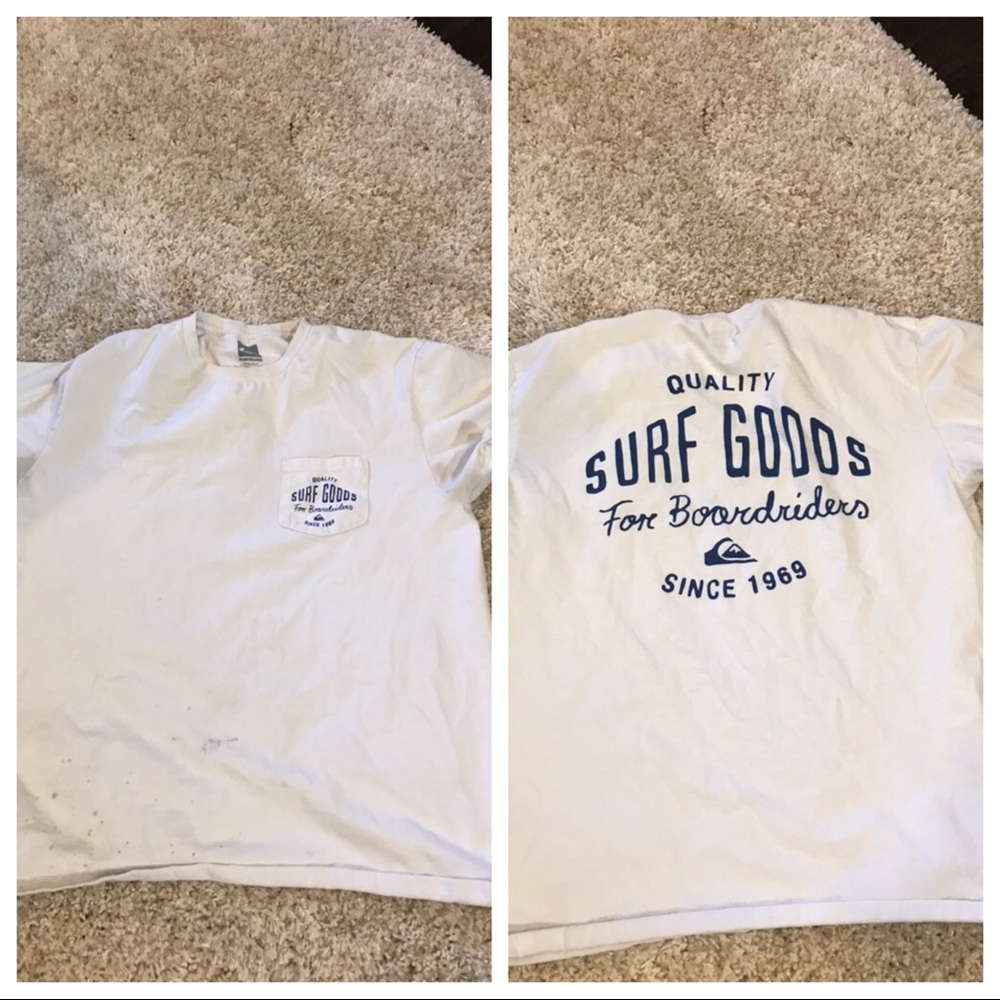 QUALITY
SURF GOODS
For Boardriders
SINCE 1969
QUALITY
SURF GOODS
For Boardriders
SINCE 1969